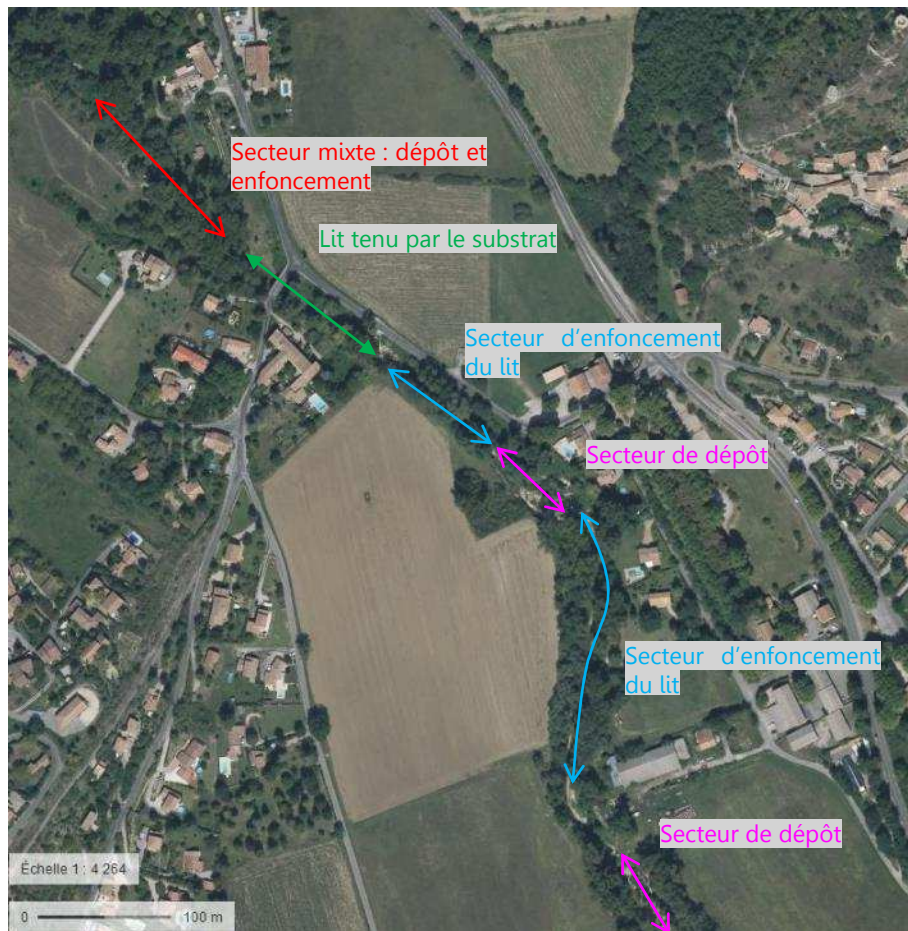 Secteur mixte : dépôt et
enfoncement
Lit tenu par le substrat
Secteur d'enfoncement
du lit
Secteur de dépôt
Secteur d'enfoncement
du lit
Secteur de dépôt
Échelle 1 : 4 264
0 100 m